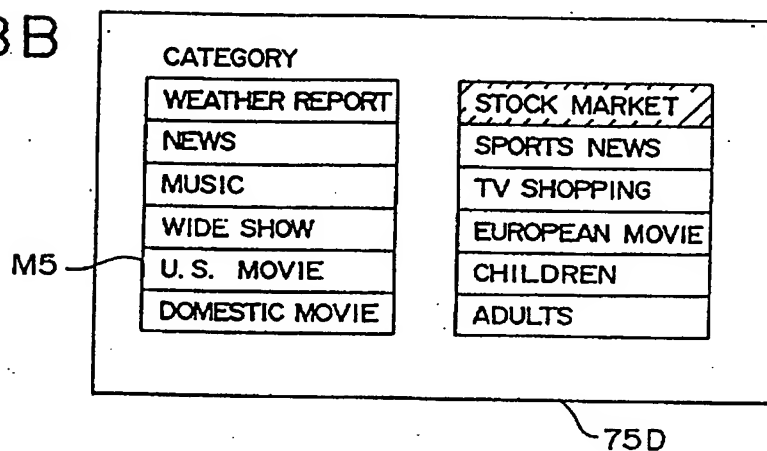 3B
CATEGORY
WEATHER REPORT
NEWS
MUSIC
WIDE SHOW
U.S. MOVIE
DOMESTIC MOVIE
STOCK MARKET
SPORTS NEWS
TV SHOPPING
EUROPEAN MOVIE
CHILDREN
ADULTS
M5
75D